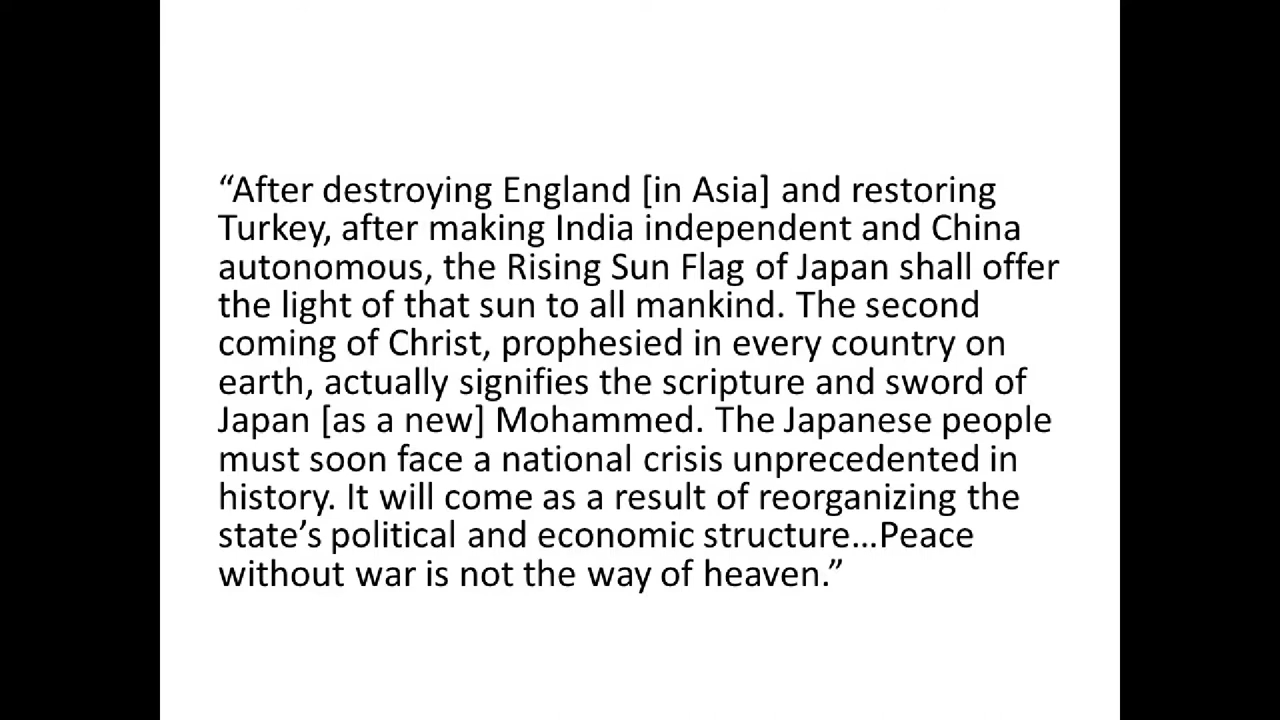 “After destroying England [in Asia] and restoring
Turkey, after making India independent and China
autonomous, the Rising Sun Flag of Japan shall offer
the light of that sun to all mankind. The second
coming of Christ, prophesied in every country on
earth, actually signifies the scripture and sword of
Japan [as a new] Mohammed. The Japanese people
must soon face a national crisis unprecedented in
history. It will come as a result of reorganizing the
state’s political and economic structure…Peace
without war is not the way of heaven.”